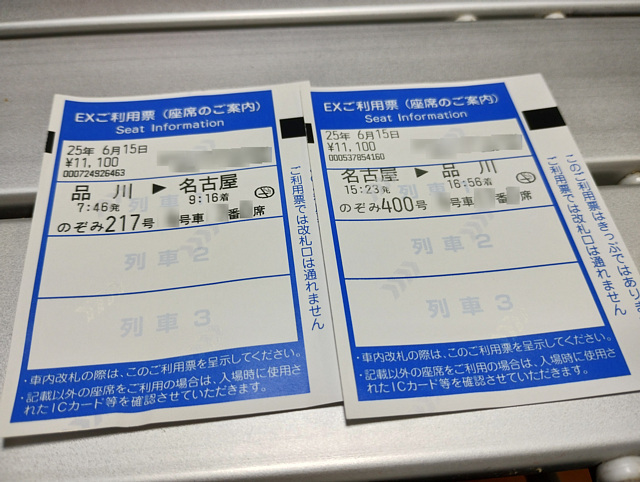 EXご利用票（座席のご案内）
Seat Information
25年 6月15日
¥11,100
000724926463
品川 ▶ 名古屋
7:46発 9:16着
のぞみ217号 号車 番 席
列車2
列車3
・車内改札の際は、このご利用票を呈示してください。
・記載以外の座席をご利用の場合は、入場時に使用さ
れたICカード等を確認させていただきます。
ご利用票では改札口は通れません
EXご利用票（座席のご案内）
Seat Information
25年 6月15日
¥11,100
000537854160
名古屋 ▶ 品川
15:23発 16:56着
のぞみ400号 号車 番 席
列車2
列車3
・車内改札の際は、このご利用票を呈示してください。
・記載以外の座席をご利用の場合は、入場時に使用さ
れたICカード等を確認させていただきます。
このご利用票はきっぷではありま
ご利用票では改札口は通れません